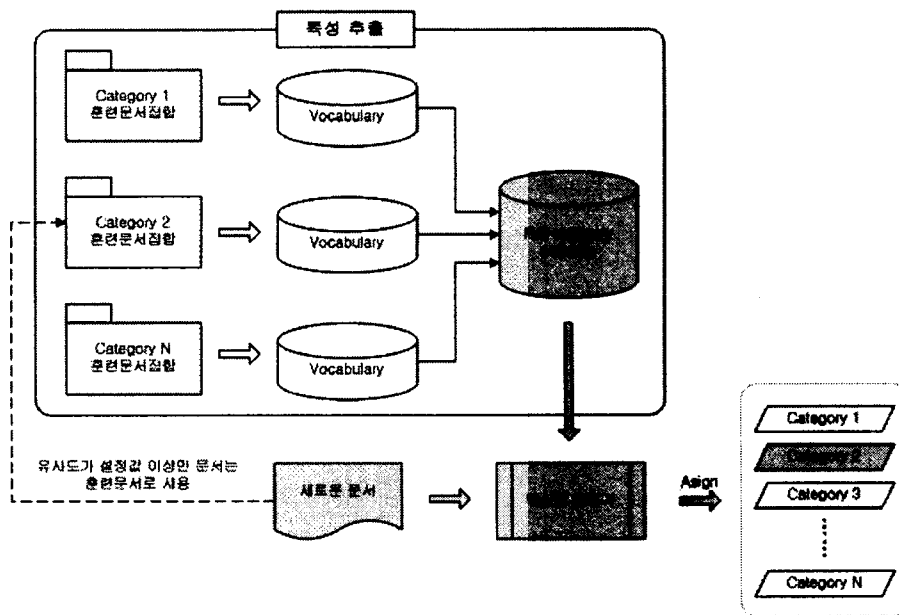 특성 추출
Category 1
훈련문서집합
Vocabulary
Category 2
훈련문서집합
Vocabulary
Category N
훈련문서집합
Vocabulary
유사도가 설정값 이상만 문서는
훈련문서로 사용
새로운 문서
Asign
Category 1
Category 2
Category 3
Category N